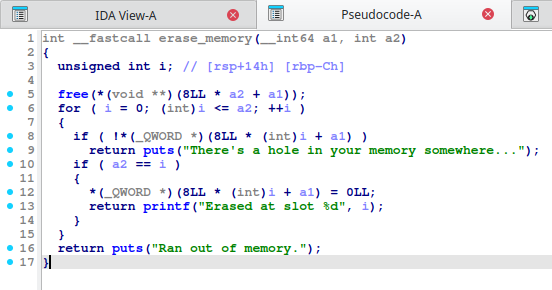 IDA View-A
Pseudocode-A
1 int __fastcall erase_memory(__int64 a1, int a2)
2 {
3   unsigned int i; // [rsp+14h] [rbp-Ch]
4
5   free(*(void **)(8LL * a2 + a1));
6   for ( i = 0; (int)i <= a2; ++i )
7   {
8     if ( !*(_QWORD *)(8LL * (int)i + a1) )
9       return puts("There's a hole in your memory somewhere...");
10     if ( a2 == i )
11     {
12       *(_QWORD *)(8LL * (int)i + a1) = 0LL;
13       return printf("Erased at slot %d", i);
14     }
15   }
16   return puts("Ran out of memory.");
17 }